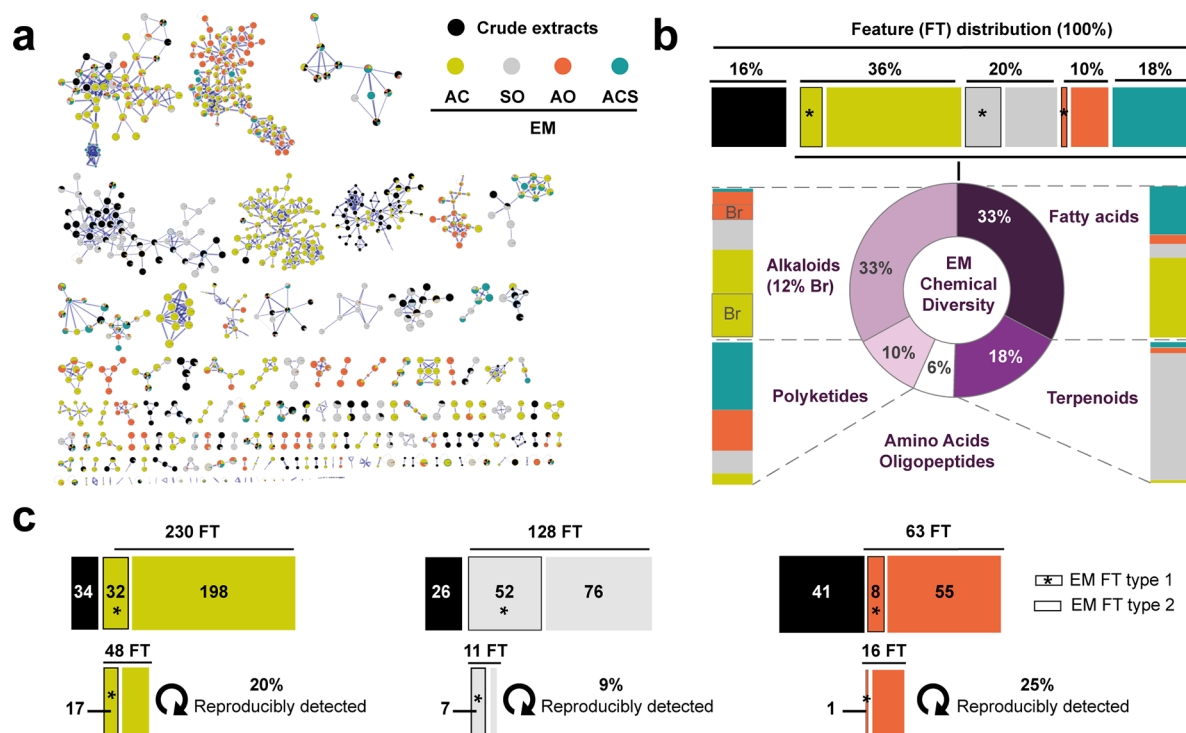 a
Crude extracts
AC SO AO ACS
EM
b
Feature (FT) distribution (100%)
16% 36% 20% 10% 18%
* * *
Br
Br
Alkaloids
(12% Br)
33%
33%
EM
Chemical
Diversity
Fatty acids
10%
6%
18%
Polyketides
Terpenoids
Amino Acids
Oligopeptides
c
230 FT
34 32 * 198
48 FT
*
17
20%
Reproducibly detected
128 FT
26 52 * 76
11 FT
*
7
9%
Reproducibly detected
63 FT
41 8 * 55
16 FT
*
1
25%
Reproducibly detected
* EM FT type 1
EM FT type 2